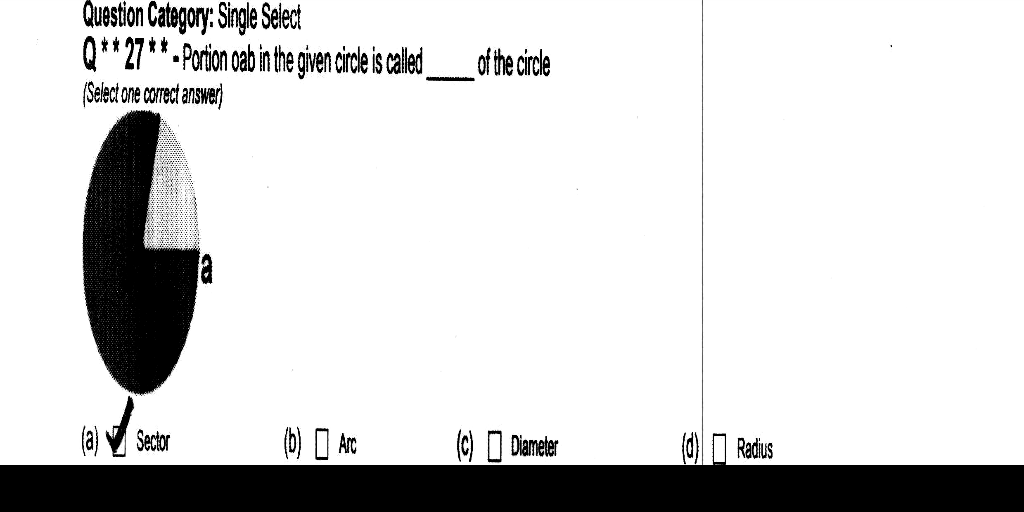 Question Category: Single Select
Q**27** - Portion oab in the given circle is called _____ of the circle
(Select one correct answer)
a
(a) Sector (b) Arc (c) Diameter (d) Radius